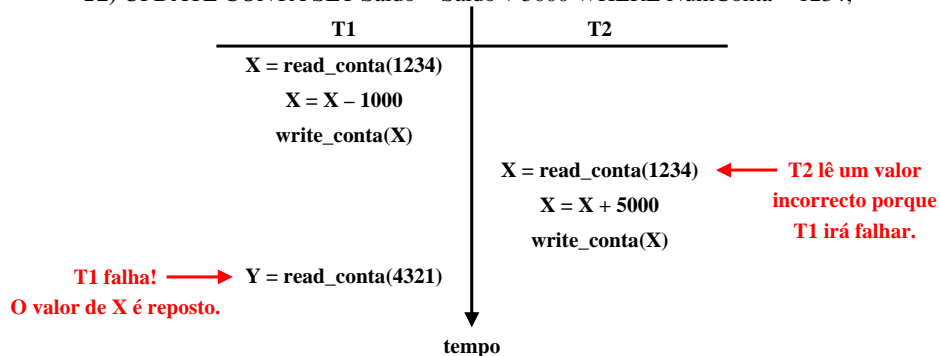 T1 T2
X = read_conta(1234)
X = X – 1000
write_conta(X)
X = read_conta(1234) T2 lê um valor
X = X + 5000 incorrecto porque
write_conta(X) T1 irá falhar.
T1 falha! Y = read_conta(4321)
O valor de X é reposto.
tempo